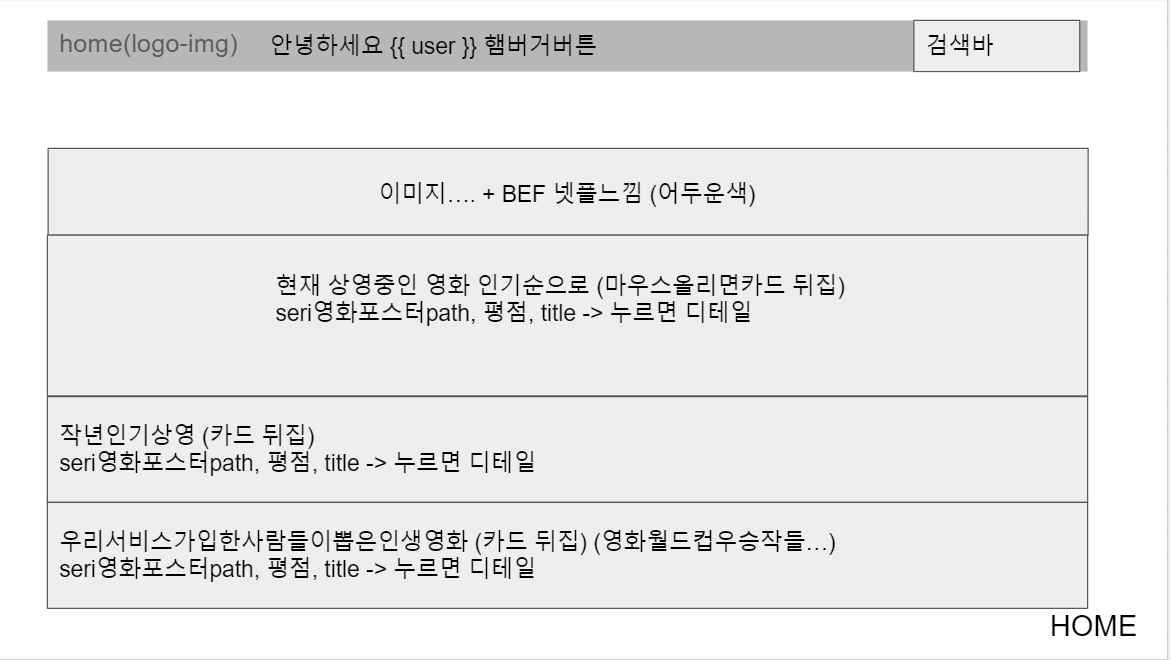 home(logo-img) 안녕하세요 {{ user }} 햄버거버튼 검색바
이미지…. + BEF 넷플느낌 (어두운색)
현재 상영중인 영화 인기순으로 (마우스올리면카드 뒤집)
seri영화포스터path, 평점, title -> 누르면 디테일
작년인기상영 (카드 뒤집)
seri영화포스터path, 평점, title -> 누르면 디테일
우리서비스가입한사람들이뽑은인생영화 (카드 뒤집) (영화월드컵우승작들…)
seri영화포스터path, 평점, title -> 누르면 디테일
HOME